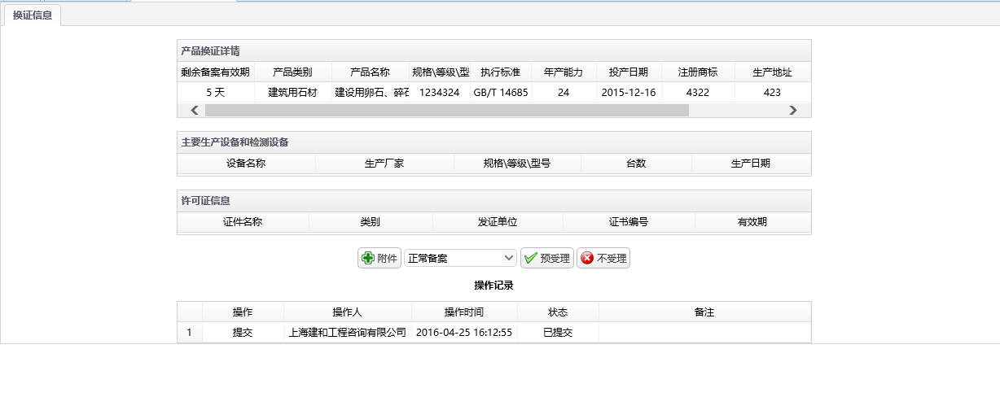 换证信息
产品换证详情
剩余备案有效期 产品类别 产品名称 规格\等级\型 执行标准 年产能力 投产日期 注册商标 生产地址
5 天 建筑用石材 建设用卵石、碎石 1234324 GB/T 14685 24 2015-12-16 4322 423
主要生产设备和检测设备
设备名称 生产厂家 规格\等级\型号 台数 生产日期
许可证信息
证件名称 类别 发证单位 证书编号 有效期
附件 正常备案 预受理 不受理
操作记录
操作 操作人 操作时间 状态 备注
1 提交 上海建和工程咨询有限公司 2016-04-25 16:12:55 已提交